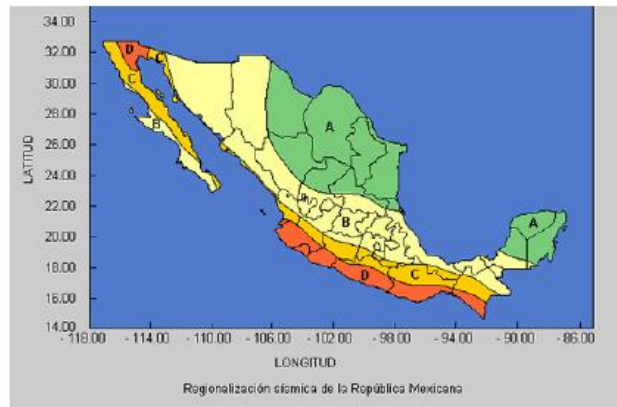 34.00
32.00
30.00
28.00
26.00
24.00
22.00
20.00
18.00
16.00
14.00
LATITUD
D
C
C
B
A
B
A
C
D
- 118.00 - 114.00 - 110.00 - 106.00 - 102.00 - 98.00 - 94.00 - 90.00 - 86.00
LONGITUD
Regionalización sísmica de la República Mexicana